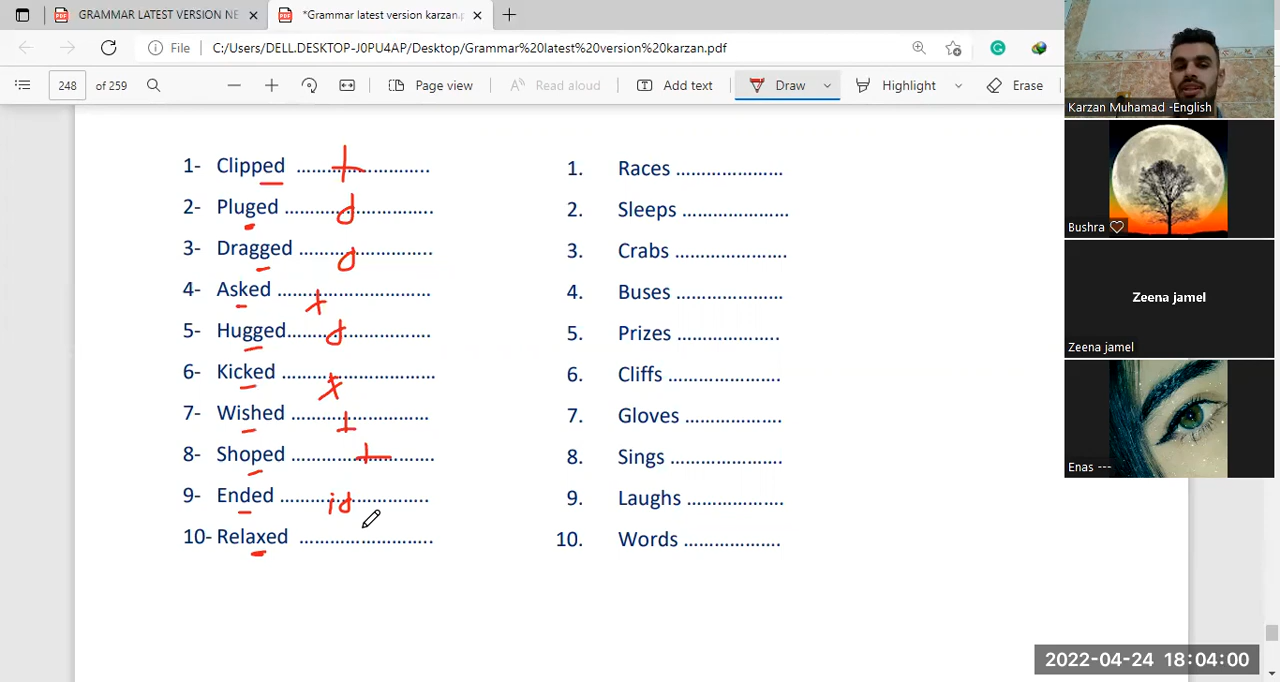 GRAMMAR LATEST VERSION NE
*Grammar latest version karzan.p
File C:/Users/DELL.DESKTOP-J0PU4AP/Desktop/Grammar%20latest%20version%20karzan.pdf
248 of 259 Page view Read aloud Add text Draw Highlight Erase
1- Clipped ........................... t
2- Pluged .............................. d
3- Dragged .......................... d
4- Asked .............................. t
5- Hugged............................. d
6- Kicked .............................. t
7- Wished ........................... t
8- Shoped ............................ t
9- Ended .............................. id
10- Relaxed ..........................
1. Races .....................
2. Sleeps .....................
3. Crabs ......................
4. Buses .....................
5. Prizes ....................
6. Cliffs ......................
7. Gloves ...................
8. Sings ......................
9. Laughs ...................
10. Words ...................
Karzan Muhamad -English
Bushra
Zeena jamel
Zeena jamel
Enas ---
2022-04-24 18:04:00